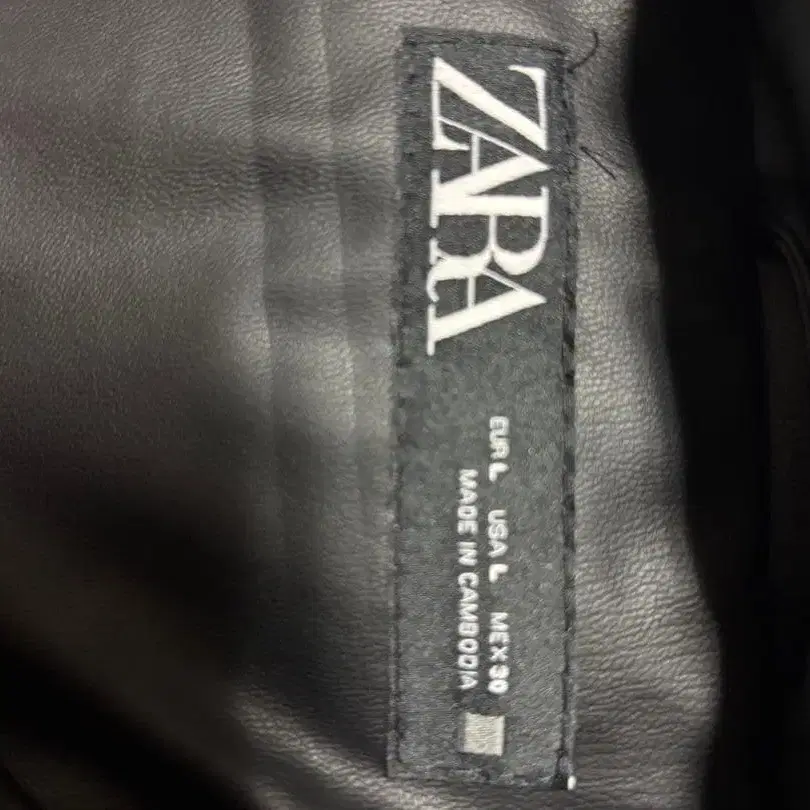 ZARA
EUR L USA L MEX 30
MADE IN CAMBODIA